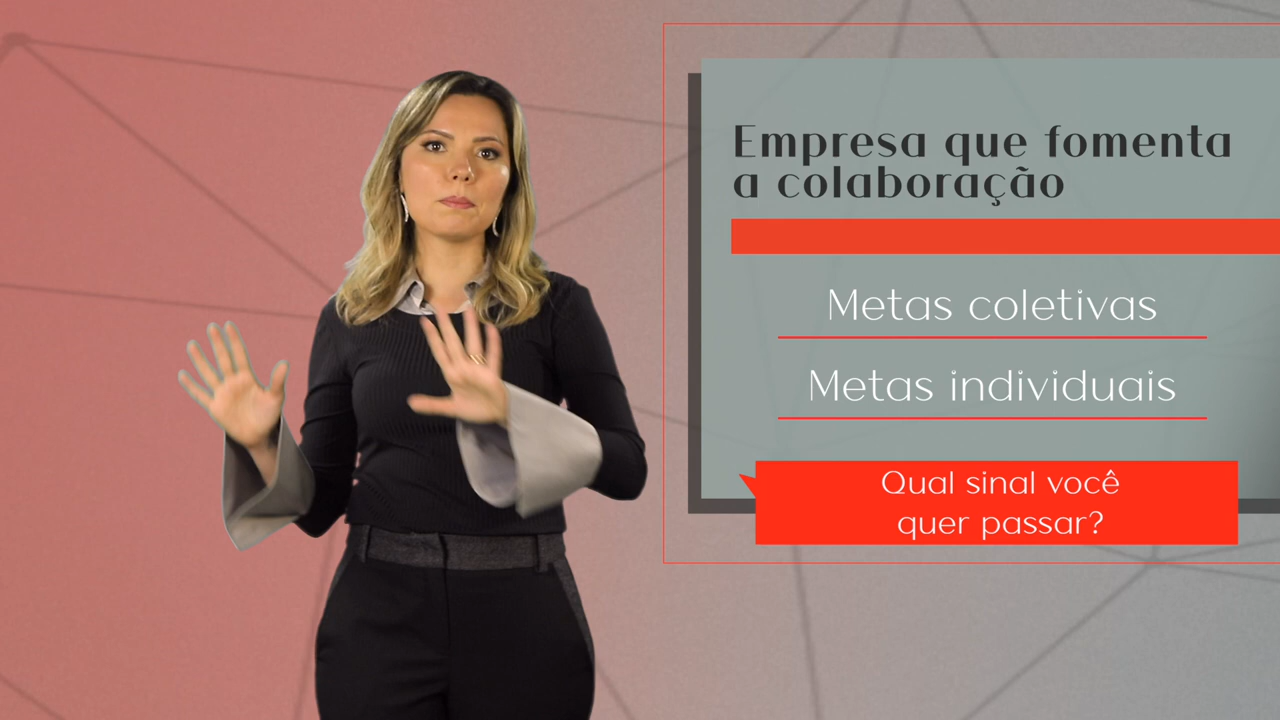 Empresa que fomenta
a colaboração
Metas coletivas
Metas individuais
Qual sinal você
quer passar?